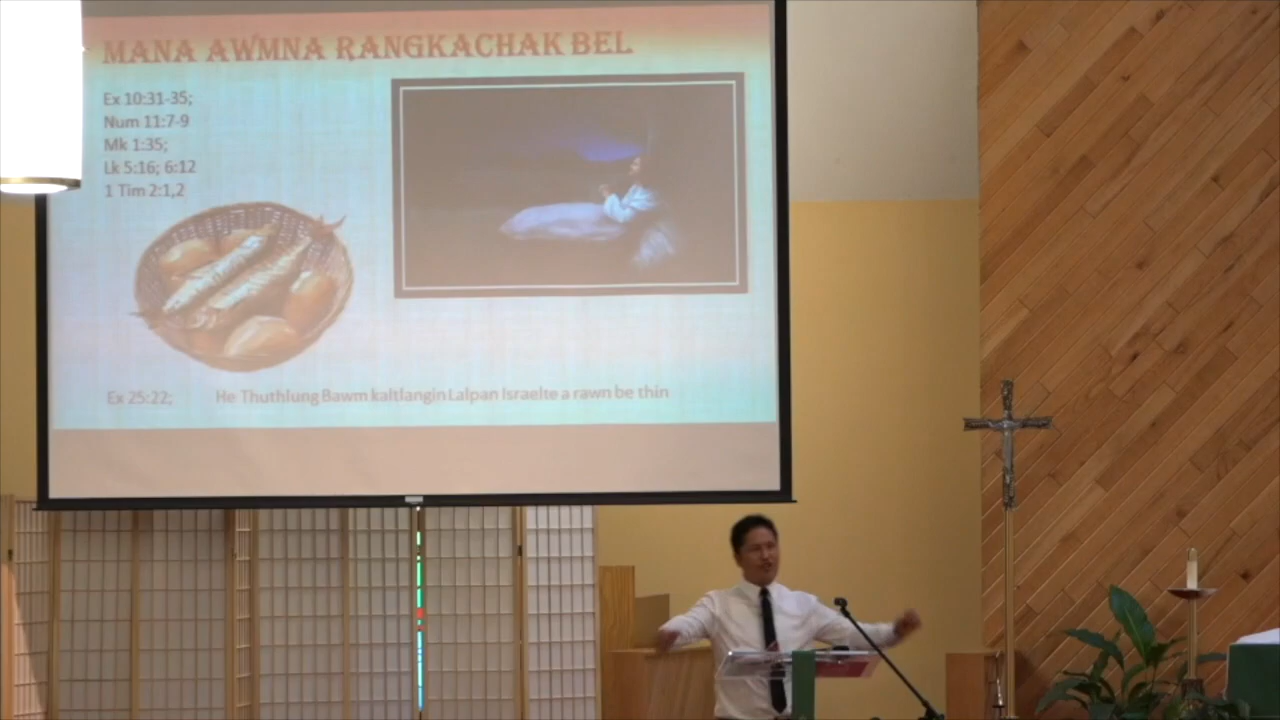 MANA AWMNA RANGKACHAK BEL
Ex 10:31-35;
Num 11:7-9
Mk 1:35;
Lk 5:16; 6:12
1 Tim 2:1,2
Ex 25:22; He Thuthlung Bawm kaltlangin Lalpan Israelte a rawn be thin